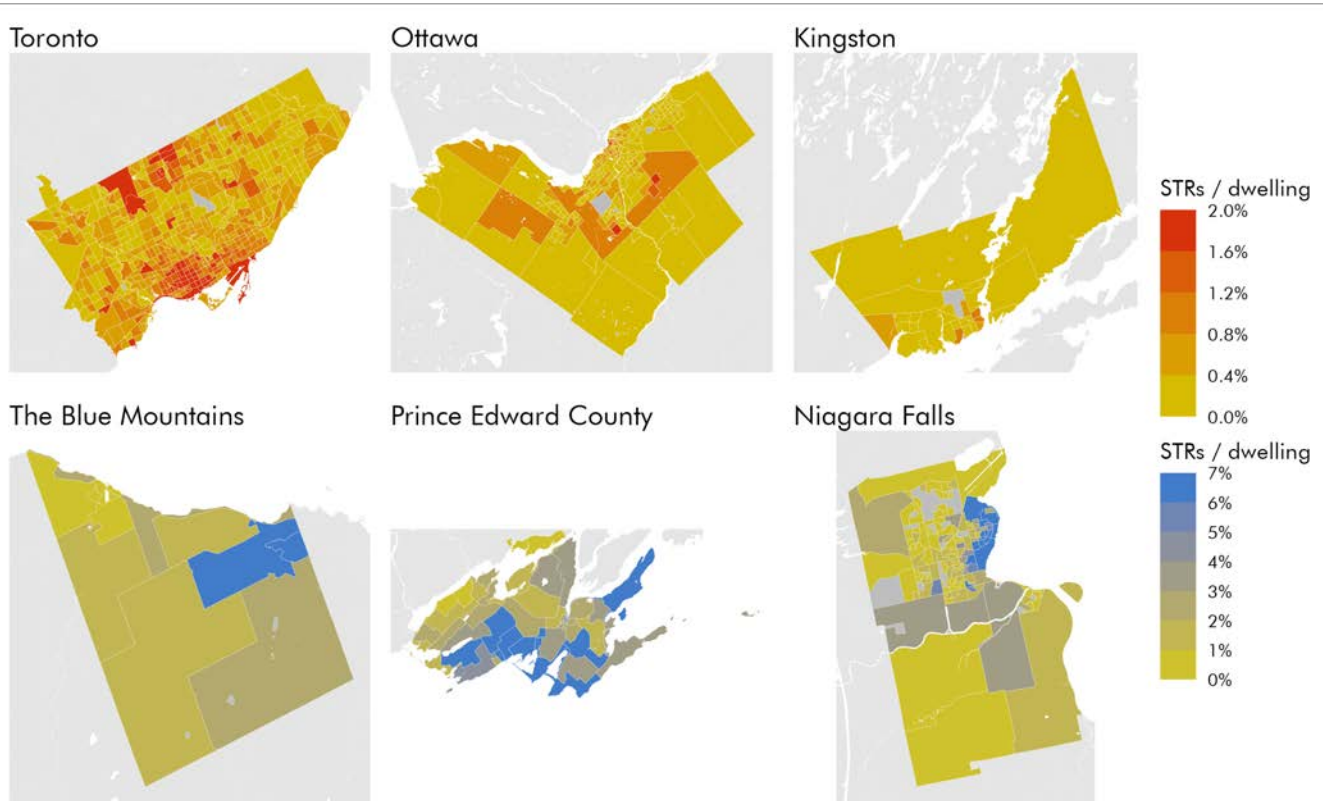 Toronto
Ottawa
Kingston
STRs / dwelling
2.0%
1.6%
1.2%
0.8%
0.4%
0.0%
The Blue Mountains
Prince Edward County
Niagara Falls
STRs / dwelling
7%
6%
5%
4%
3%
2%
1%
0%